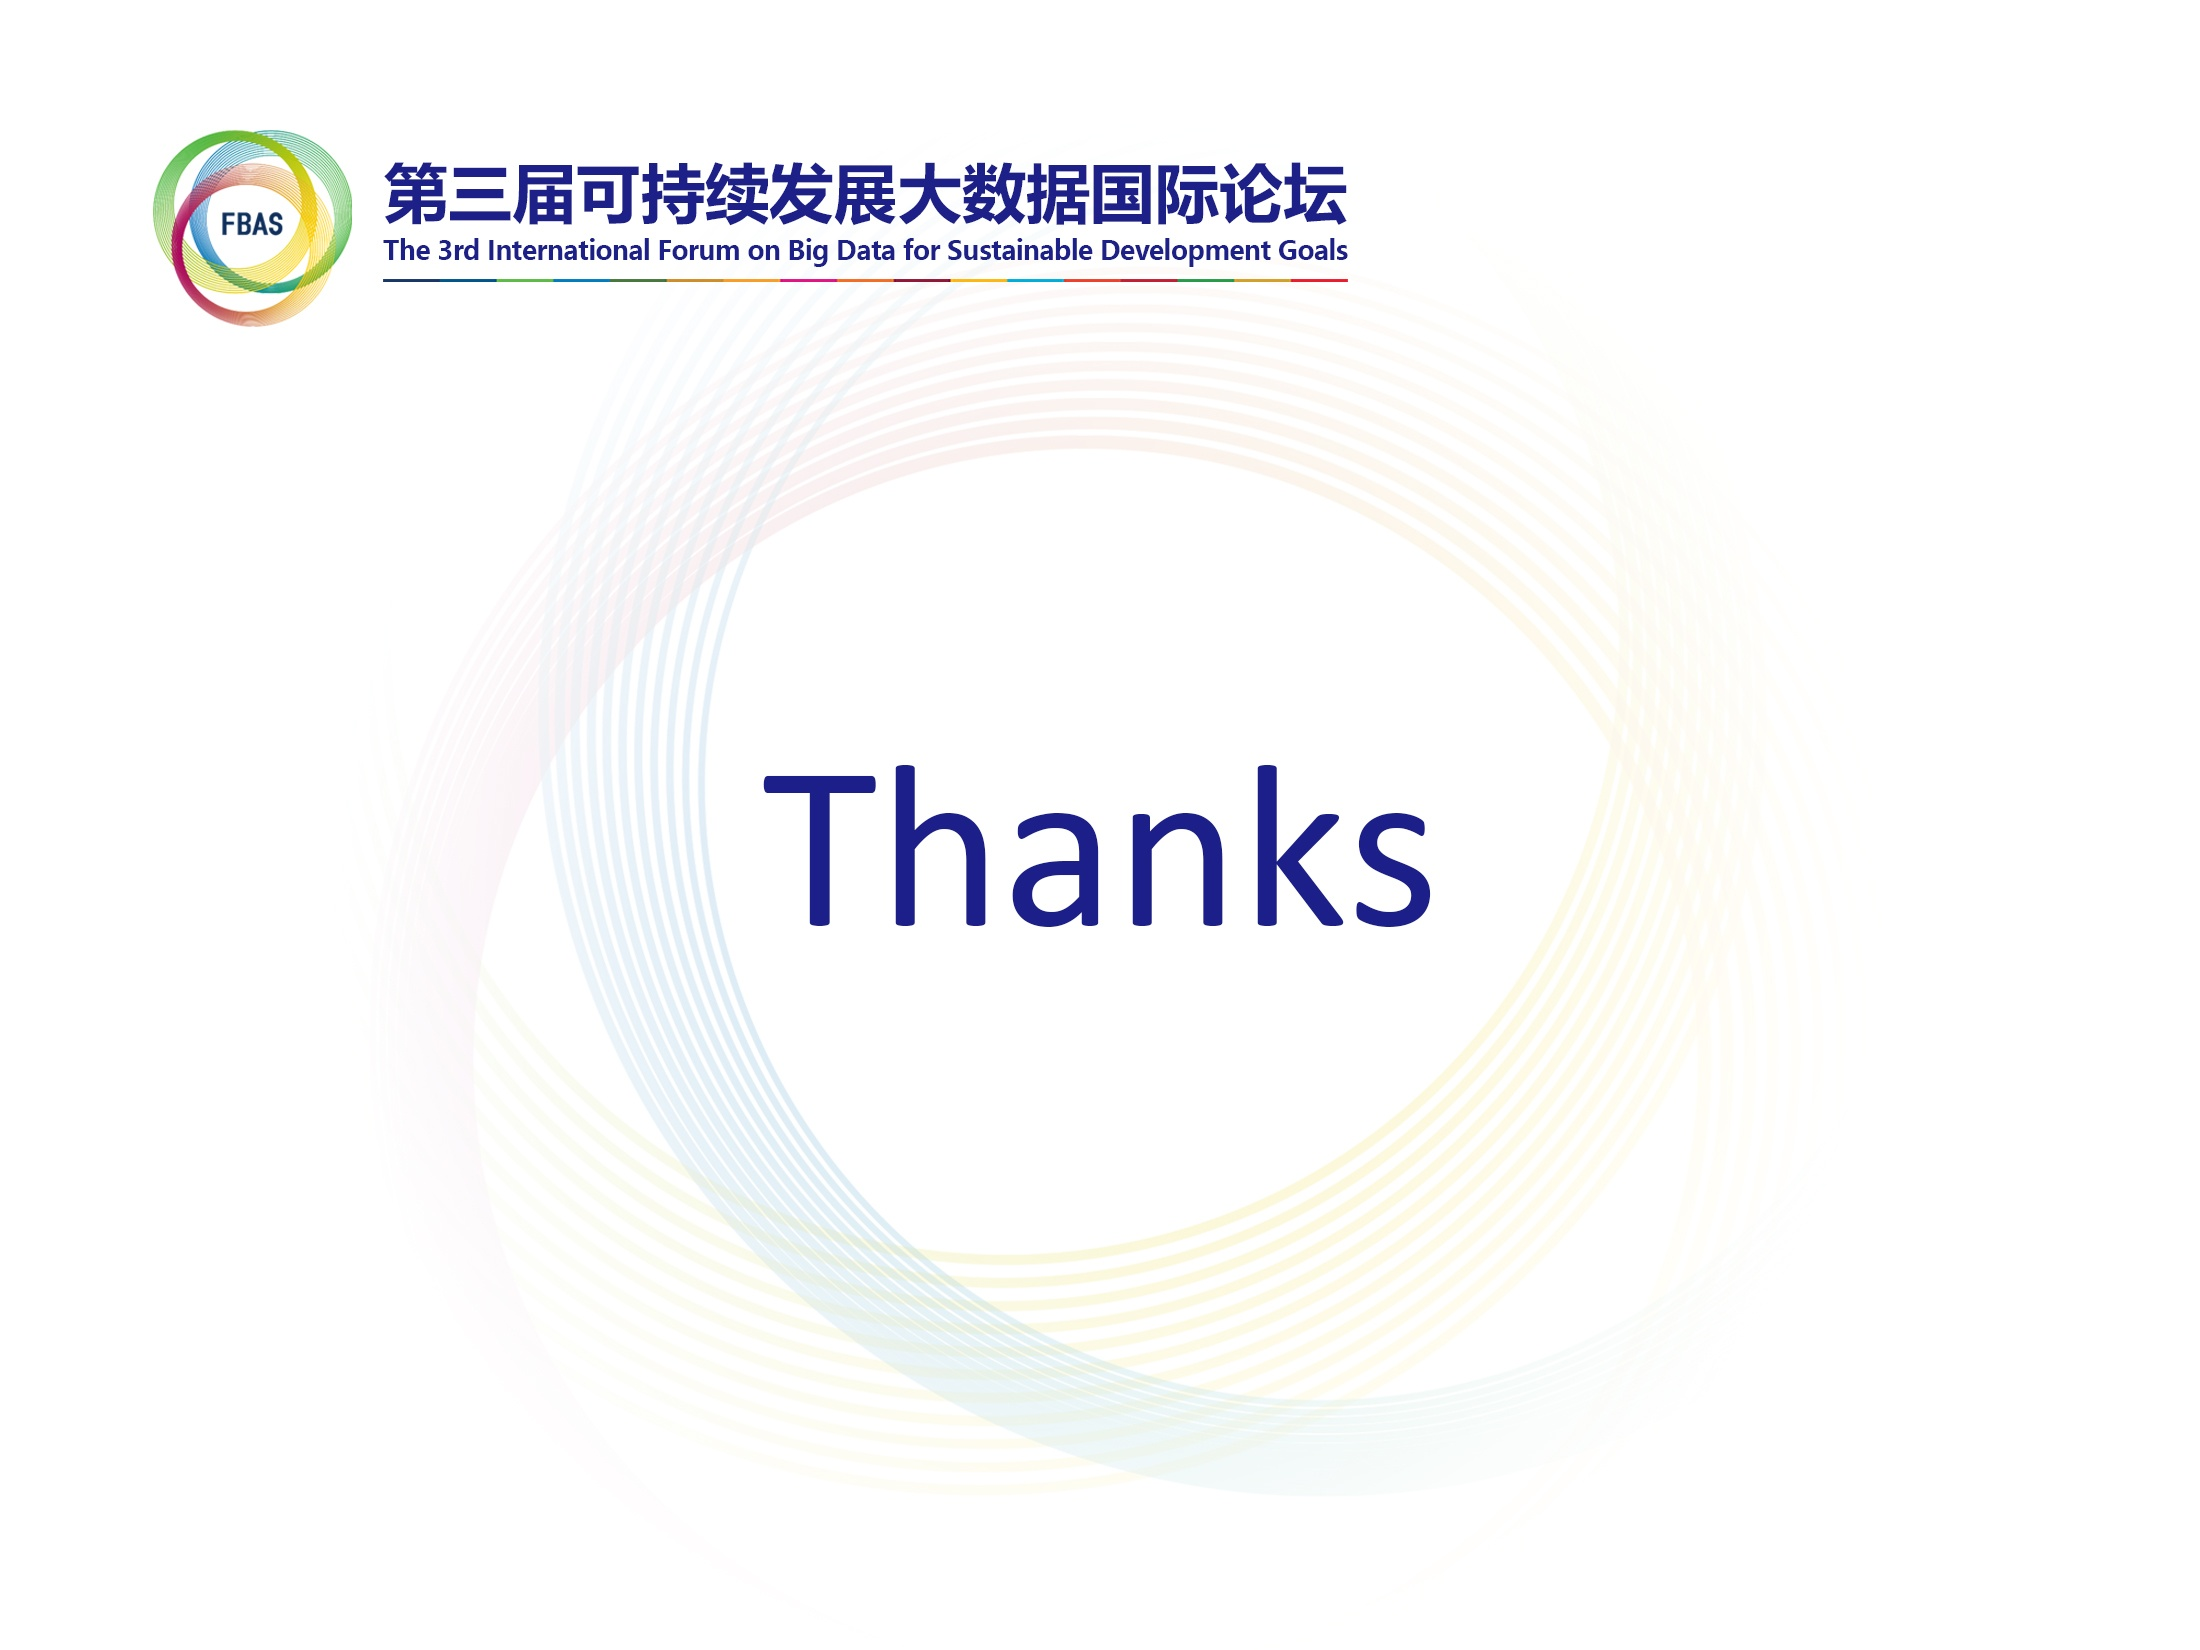 FBAS
第三届可持续发展大数据国际论坛
The 3rd International Forum on Big Data for Sustainable Development Goals
Thanks